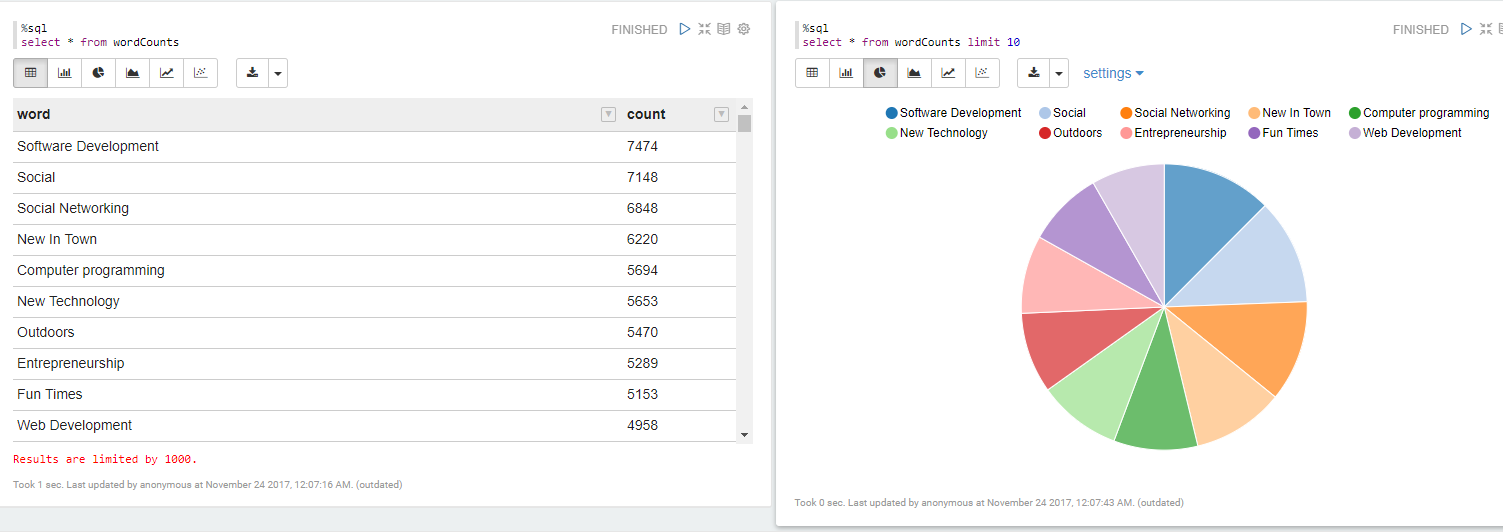 %sql
select * from wordCounts
FINISHED
word count
Software Development 7474
Social 7148
Social Networking 6848
New In Town 6220
Computer programming 5694
New Technology 5653
Outdoors 5470
Entrepreneurship 5289
Fun Times 5153
Web Development 4958
Results are limited by 1000.
Took 1 sec. Last updated by anonymous at November 24 2017, 12:07:16 AM. (outdated)
%sql
select * from wordCounts limit 10
FINISHED
settings
Software Development Social Social Networking New In Town Computer programming
New Technology Outdoors Entrepreneurship Fun Times Web Development
Took 0 sec. Last updated by anonymous at November 24 2017, 12:07:43 AM. (outdated)